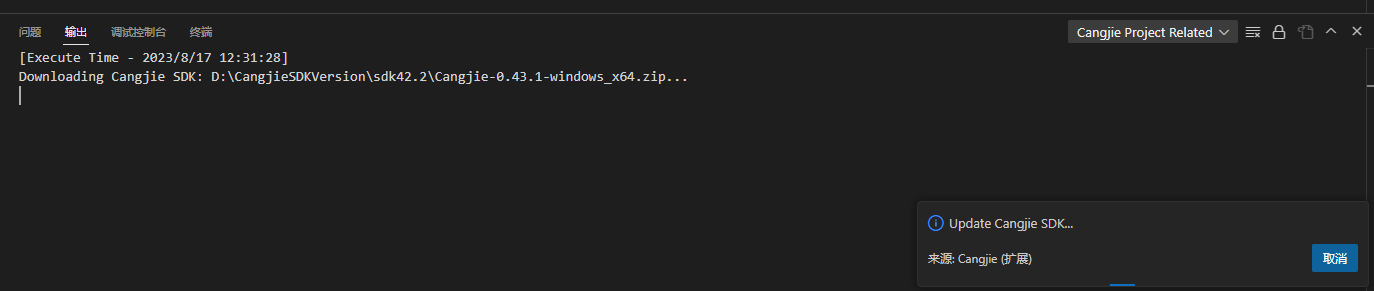 问题 输出 调试控制台 终端 Cangjie Project Related
[Execute Time - 2023/8/17 12:31:28]
Downloading Cangjie SDK: D:\CangjieSDKVersion\sdk42.2\Cangjie-0.43.1-windows_x64.zip...
Update Cangjie SDK...
来源: Cangjie (扩展) 取消